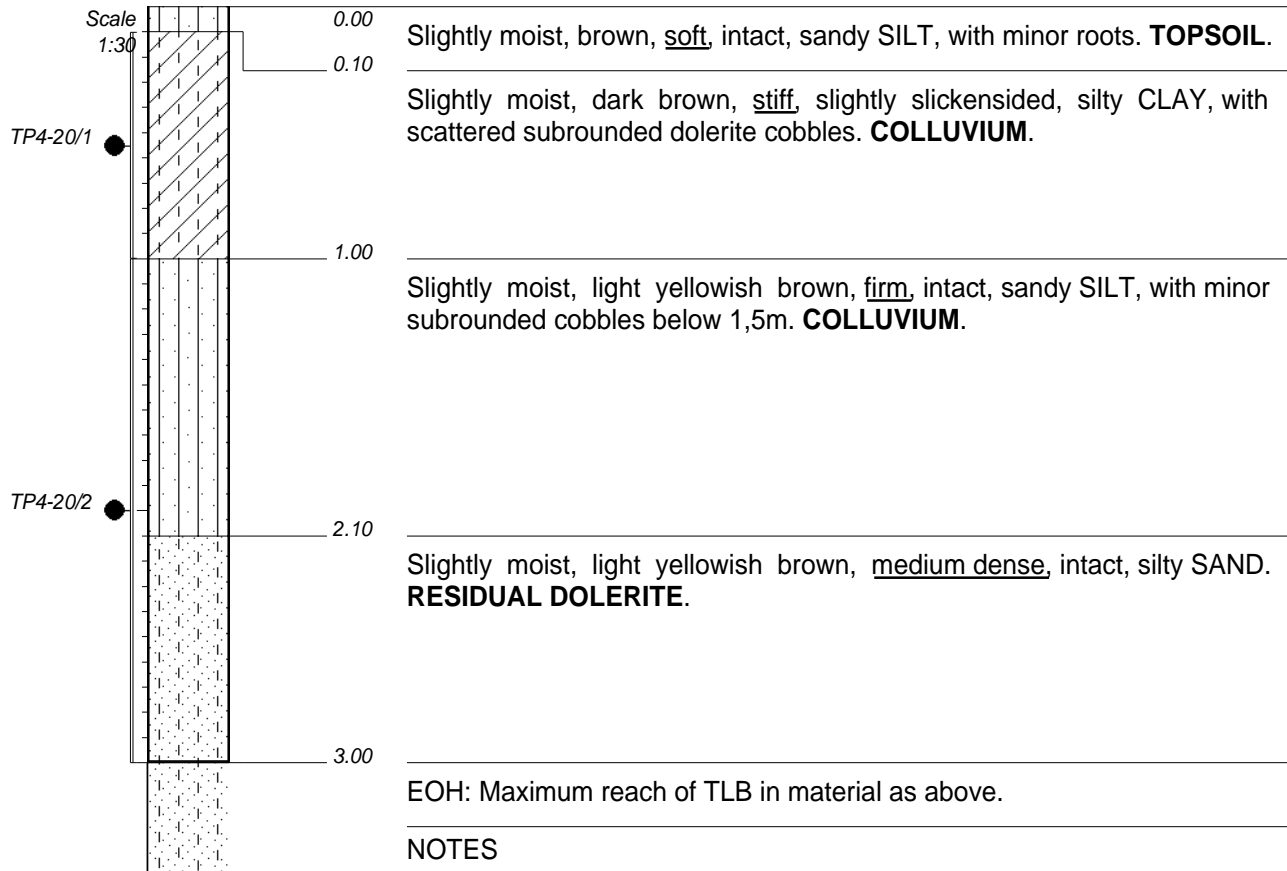 Scale
1:30
0.00
Slightly moist, brown, soft, intact, sandy SILT, with minor roots. TOPSOIL.
0.10
Slightly moist, dark brown, stiff, slightly slickensided, silty CLAY, with
scattered subrounded dolerite cobbles. COLLUVIUM.
TP4-20/1
1.00
Slightly moist, light yellowish brown, firm, intact, sandy SILT, with minor
subrounded cobbles below 1,5m. COLLUVIUM.
TP4-20/2
2.10
Slightly moist, light yellowish brown, medium dense, intact, silty SAND.
RESIDUAL DOLERITE.
3.00
EOH: Maximum reach of TLB in material as above.
NOTES